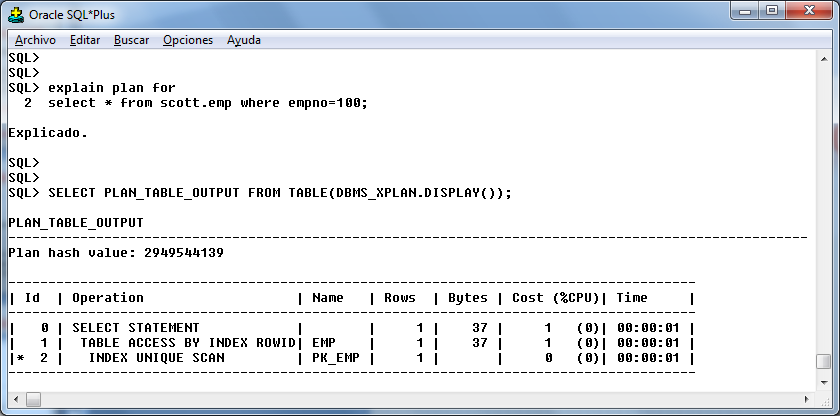 Oracle SQL*Plus
Archivo Editar Buscar Opciones Ayuda
SQL>
SQL>
SQL> explain plan for
  2  select * from scott.emp where empno=100;
Explicado.
SQL>
SQL>
SQL> SELECT PLAN_TABLE_OUTPUT FROM TABLE(DBMS_XPLAN.DISPLAY());
PLAN_TABLE_OUTPUT
--------------------------------------------------------------------------------
Plan hash value: 2949544139
--------------------------------------------------------------------------------------
| Id  | Operation                   | Name   | Rows  | Bytes | Cost (%CPU)| Time     |
--------------------------------------------------------------------------------------
|   0 | SELECT STATEMENT            |        |     1 |    37 |     1   (0)| 00:00:01 |
|   1 |  TABLE ACCESS BY INDEX ROWID| EMP    |     1 |    37 |     1   (0)| 00:00:01 |
|*  2 |   INDEX UNIQUE SCAN         | PK_EMP |     1 |       |     0   (0)| 00:00:01 |
--------------------------------------------------------------------------------------